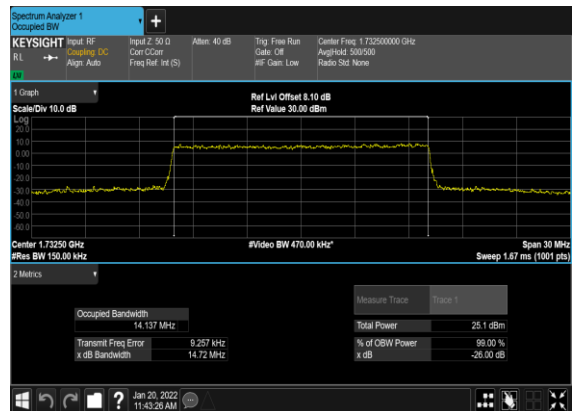 Spectrum Analyzer 1
Occupied BW
+
KEYSIGHT Input: RF Input Z: 50 Ω Atten: 40 dB Trig: Free Run Center Freq: 1.732500000 GHz
RL Coupling: DC Corr CCorr Gate: Off Avg|Hold: 500/500
Align: Auto Freq Ref: Int (S) #IF Gain: Low Radio Std: None
LW
1 Graph
Ref Lvl Offset 8.10 dB
Scale/Div 10.0 dB Ref Value 30.00 dBm
Log
20.0
10.0
0.00
-10.0
-20.0
-30.0
-40.0
-50.0
-60.0
Center 1.73250 GHz #Video BW 470.00 kHz* Span 30 MHz
#Res BW 150.00 kHz Sweep 1.67 ms (1001 pts)
2 Metrics
Measure Trace Trace 1
Occupied Bandwidth
14.137 MHz Total Power 25.1 dBm
Transmit Freq Error 9.257 kHz % of OBW Power 99.00 %
x dB Bandwidth 14.72 MHz x dB -26.00 dB
? Jan 20, 2022
11:43:26 AM